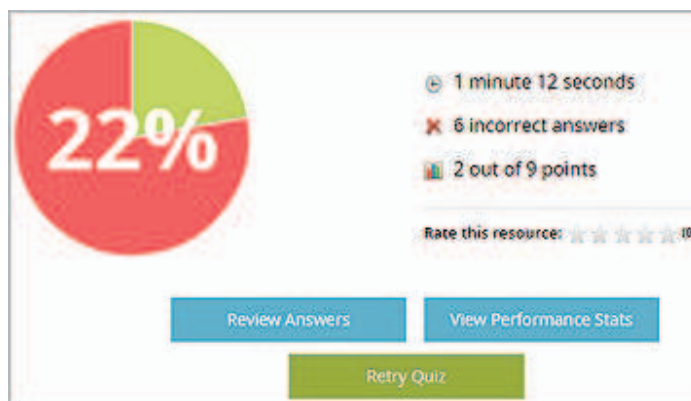 22%
1 minute 12 seconds
6 incorrect answers
2 out of 9 points
Rate this resource:
Review Answers
View Performance Stats
Retry Quiz